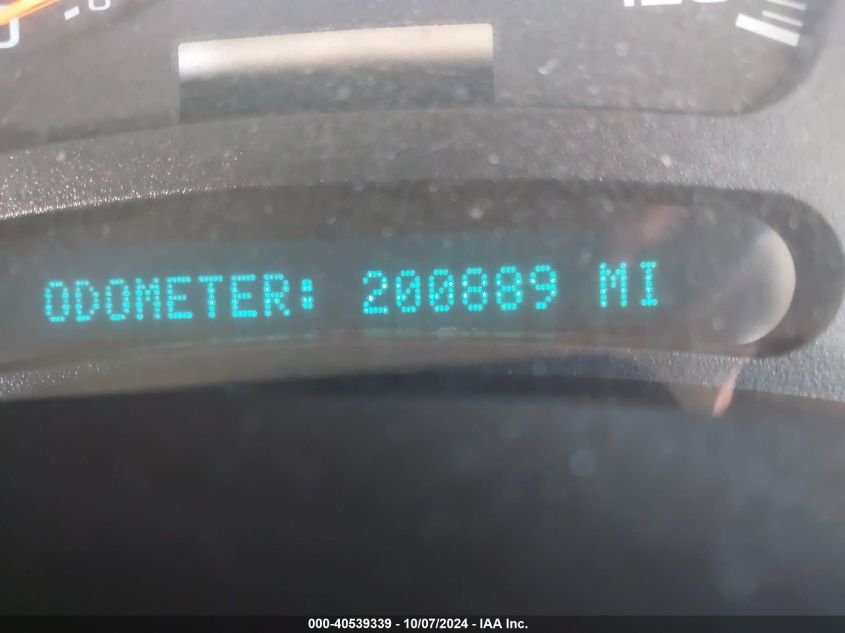 ODOMETER: 200889 MI
000-40539339 - 10/07/2024 - IAA Inc.